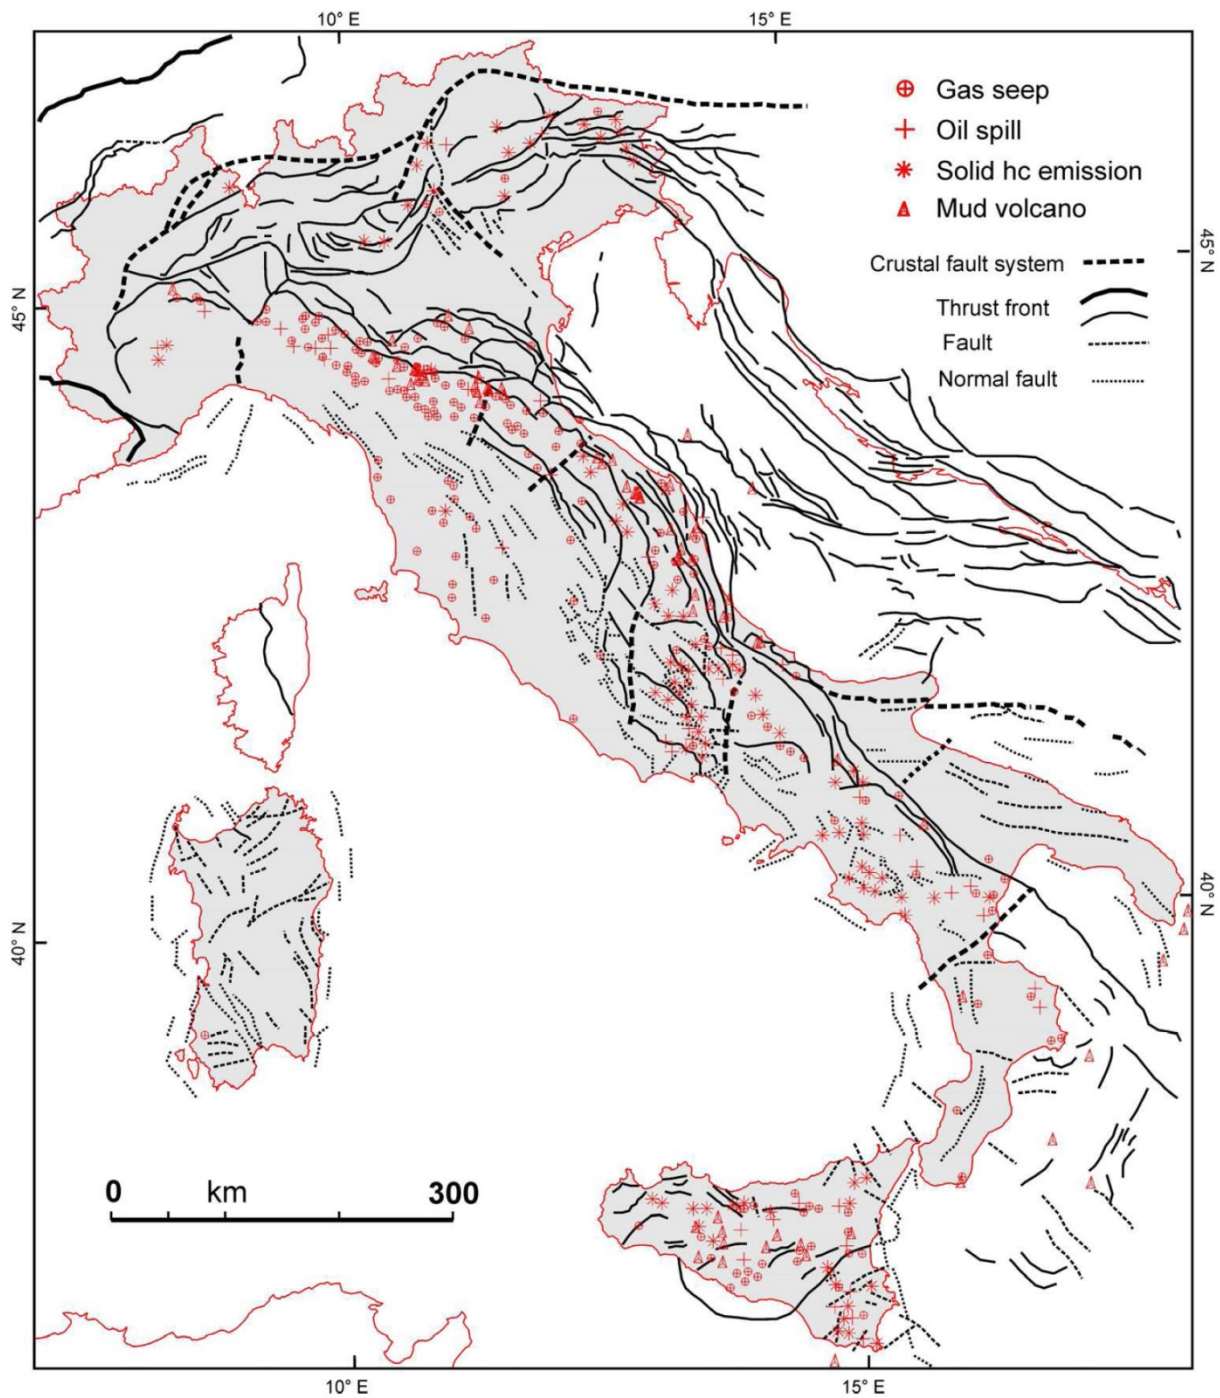 10° E
15° E
Gas seep
Oil spill
Solid hc emission
Mud volcano
45° N
Crustal fault system
Thrust front
45° N
Fault
Normal fault
40° N
40° N
0 km 300
10° E
15° E